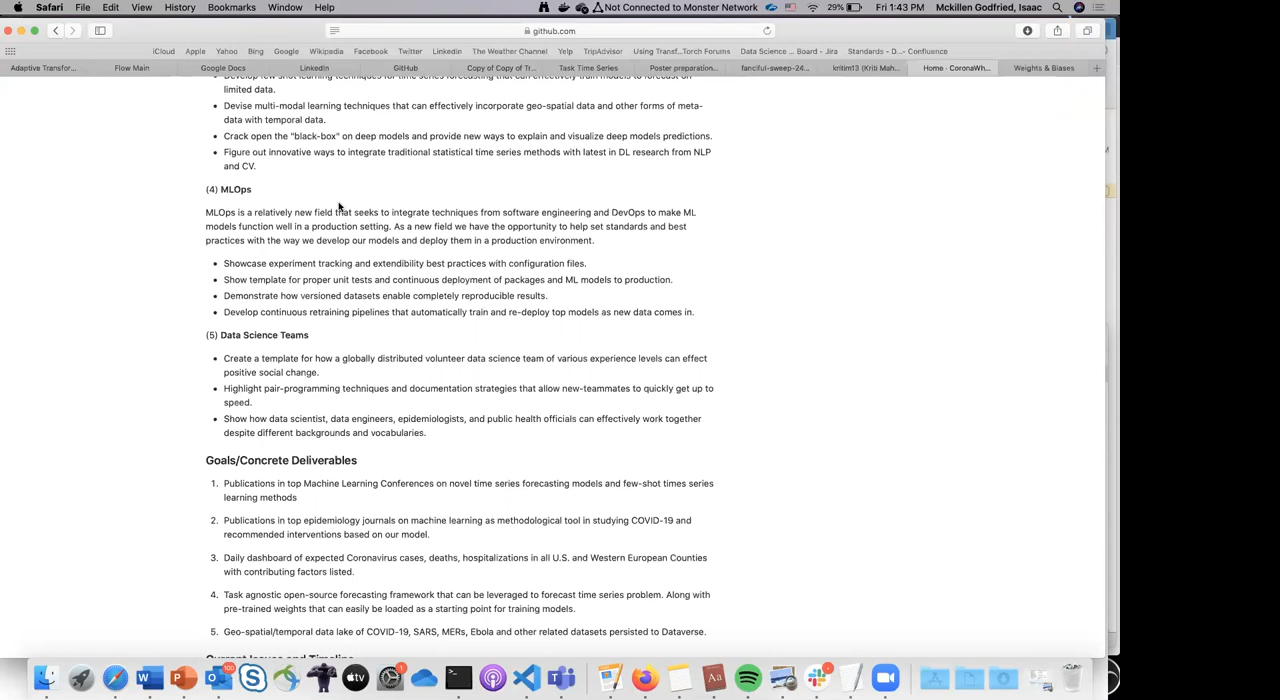 Safari File Edit View History Bookmarks Window Help Not Connected to Monster Network 29% Fri 1:43 PM Mckillen Godfried, Isaac
github.com
iCloud Apple Yahoo Bing Google Wikipedia Facebook Twitter LinkedIn The Weather Channel Yelp TripAdvisor Using Transf...Torch Forums Data Science ... Board - Jira Standards - D...- Confluence
Adaptive Transfor... Flow Main Google Docs LinkedIn GitHub Copy of Copy of Tr... Task Time Series Poster preparation... fanciful-sweep-24... kritim13 (Kriti Mah... Home · CoronaWh... Weights & Biases
limited data.
• Devise multi-modal learning techniques that can effectively incorporate geo-spatial data and other forms of meta-
data with temporal data.
• Crack open the "black-box" on deep models and provide new ways to explain and visualize deep models predictions.
• Figure out innovative ways to integrate traditional statistical time series methods with latest in DL research from NLP
and CV.
(4) MLOps
MLOps is a relatively new field that seeks to integrate techniques from software engineering and DevOps to make ML
models function well in a production setting. As a new field we have the opportunity to help set standards and best
practices with the way we develop our models and deploy them in a production environment.
• Showcase experiment tracking and extendibility best practices with configuration files.
• Show template for proper unit tests and continuous deployment of packages and ML models to production.
• Demonstrate how versioned datasets enable completely reproducible results.
• Develop continuous retraining pipelines that automatically train and re-deploy top models as new data comes in.
(5) Data Science Teams
• Create a template for how a globally distributed volunteer data science team of various experience levels can effect
positive social change.
• Highlight pair-programming techniques and documentation strategies that allow new-teammates to quickly get up to
speed.
• Show how data scientist, data engineers, epidemiologists, and public health officials can effectively work together
despite different backgrounds and vocabularies.
Goals/Concrete Deliverables
1. Publications in top Machine Learning Conferences on novel time series forecasting models and few-shot times series
learning methods
2. Publications in top epidemiology journals on machine learning as methodological tool in studying COVID-19 and
recommended interventions based on our model.
3. Daily dashboard of expected Coronavirus cases, deaths, hospitalizations in all U.S. and Western European Counties
with contributing factors listed.
4. Task agnostic open-source forecasting framework that can be leveraged to forecast time series problem. Along with
pre-trained weights that can easily be loaded as a starting point for training models.
5. Geo-spatial/temporal data lake of COVID-19, SARS, MERs, Ebola and other related datasets persisted to Dataverse.
100 1
tv Aa